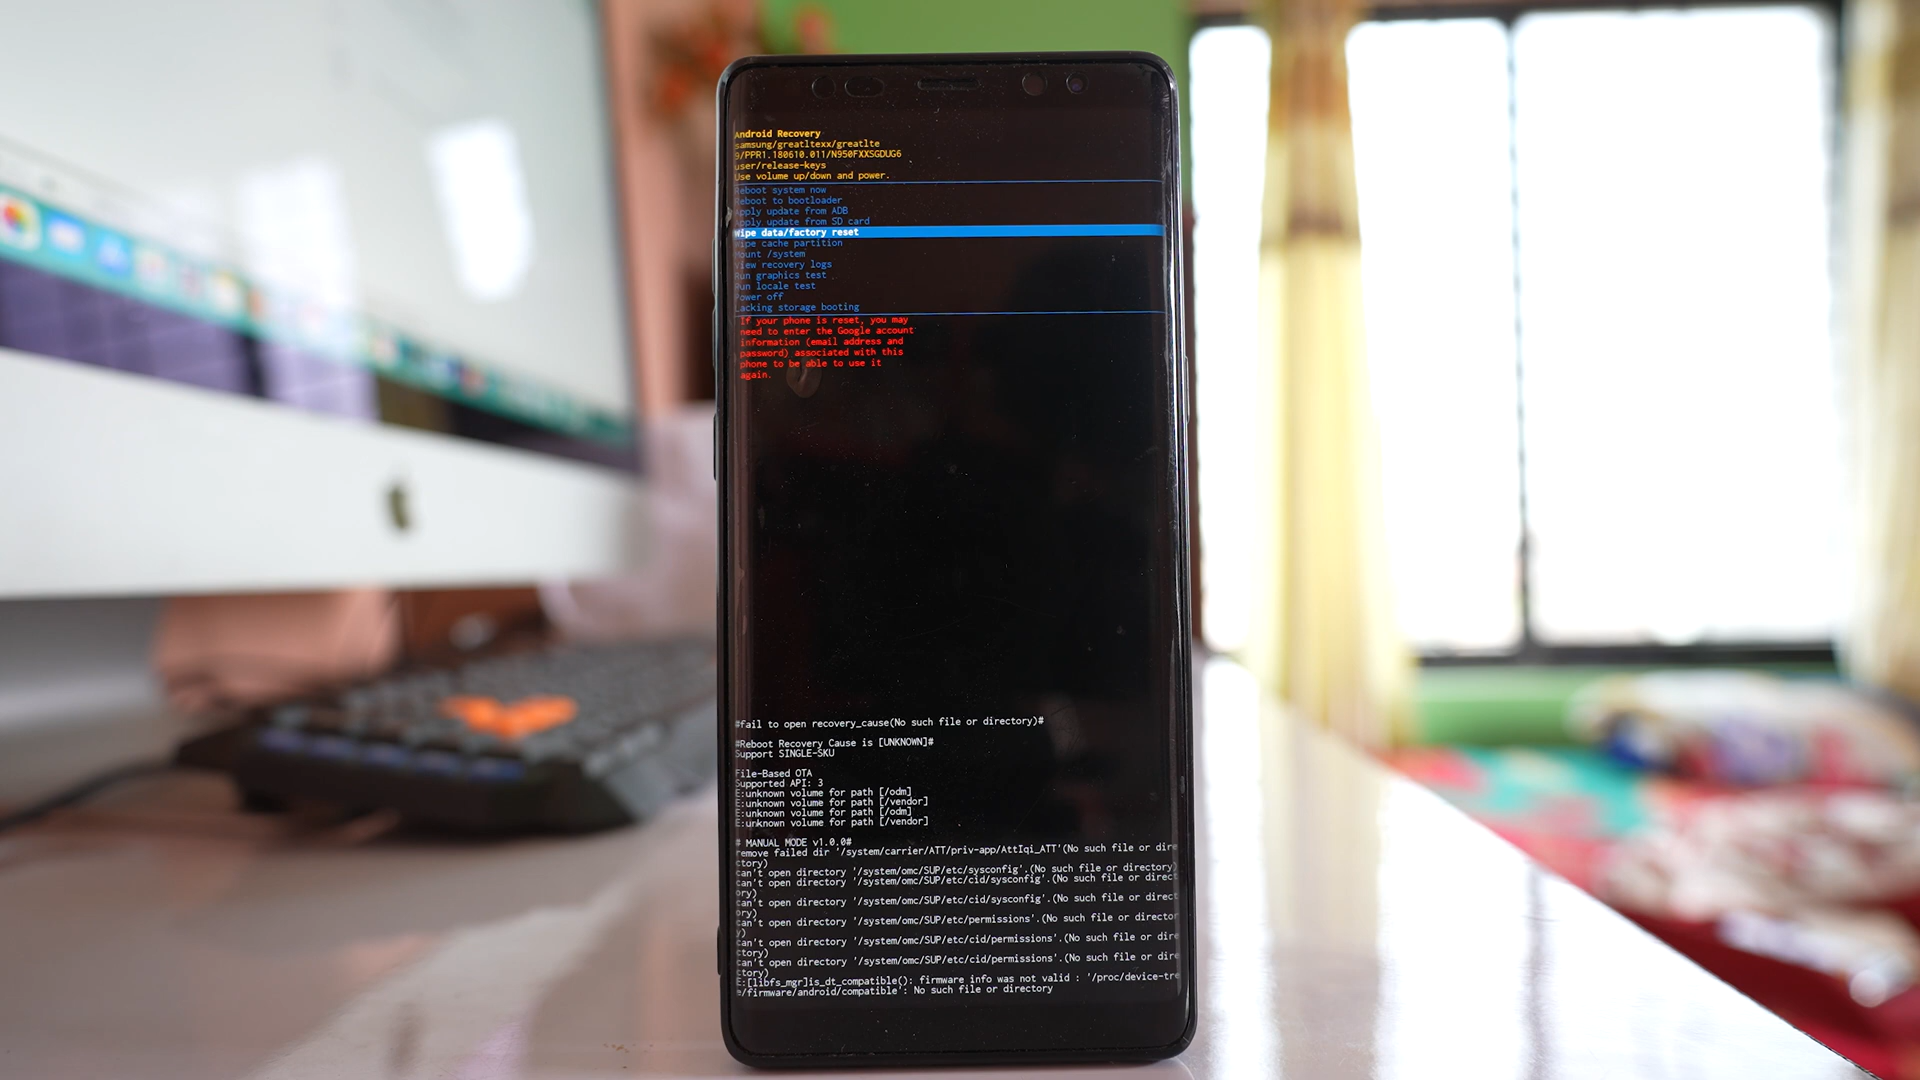 Android Recovery
samsung/greatltexx/greatlte
9/PPR1.180610.011/N950FXXSGDUG6
user/release-keys
Use volume up/down and power.
Reboot system now
Reboot to bootloader
Apply update from ADB
Apply update from SD card
Wipe data/factory reset
Wipe cache partition
Mount /system
View recovery logs
Run graphics test
Run locale test
Power off
Lacking storage booting
If your phone is reset, you may
need to enter the Google account
information (email address and
password) associated with this
phone to be able to use it
again.
#fail to open recovery_cause(No such file or directory)#
#Reboot Recovery Cause is [UNKNOWN]#
Support SINGLE-SKU
File-Based OTA
Supported API: 3
E:unknown volume for path [/odm]
E:unknown volume for path [/vendor]
E:unknown volume for path [/odm]
E:unknown volume for path [/vendor]
# MANUAL MODE v1.0.0#
remove failed dir '/system/carrier/ATT/priv-app/AttIqi_ATT'(No such file or dire
ctory)
can't open directory '/system/omc/SUP/etc/sysconfig'.(No such file or directory)
can't open directory '/system/omc/SUP/etc/cid/sysconfig'.(No such file or direct
ory)
can't open directory '/system/omc/SUP/etc/cid/sysconfig'.(No such file or direct
ory)
can't open directory '/system/omc/SUP/etc/permissions'.(No such file or director
y)
can't open directory '/system/omc/SUP/etc/cid/permissions'.(No such file or dire
ctory)
can't open directory '/system/omc/SUP/etc/cid/permissions'.(No such file or dire
ctory)
E:[libfs_mgr]is_dt_compatible(): firmware info was not valid : '/proc/device-tre
e/firmware/android/compatible': No such file or directory